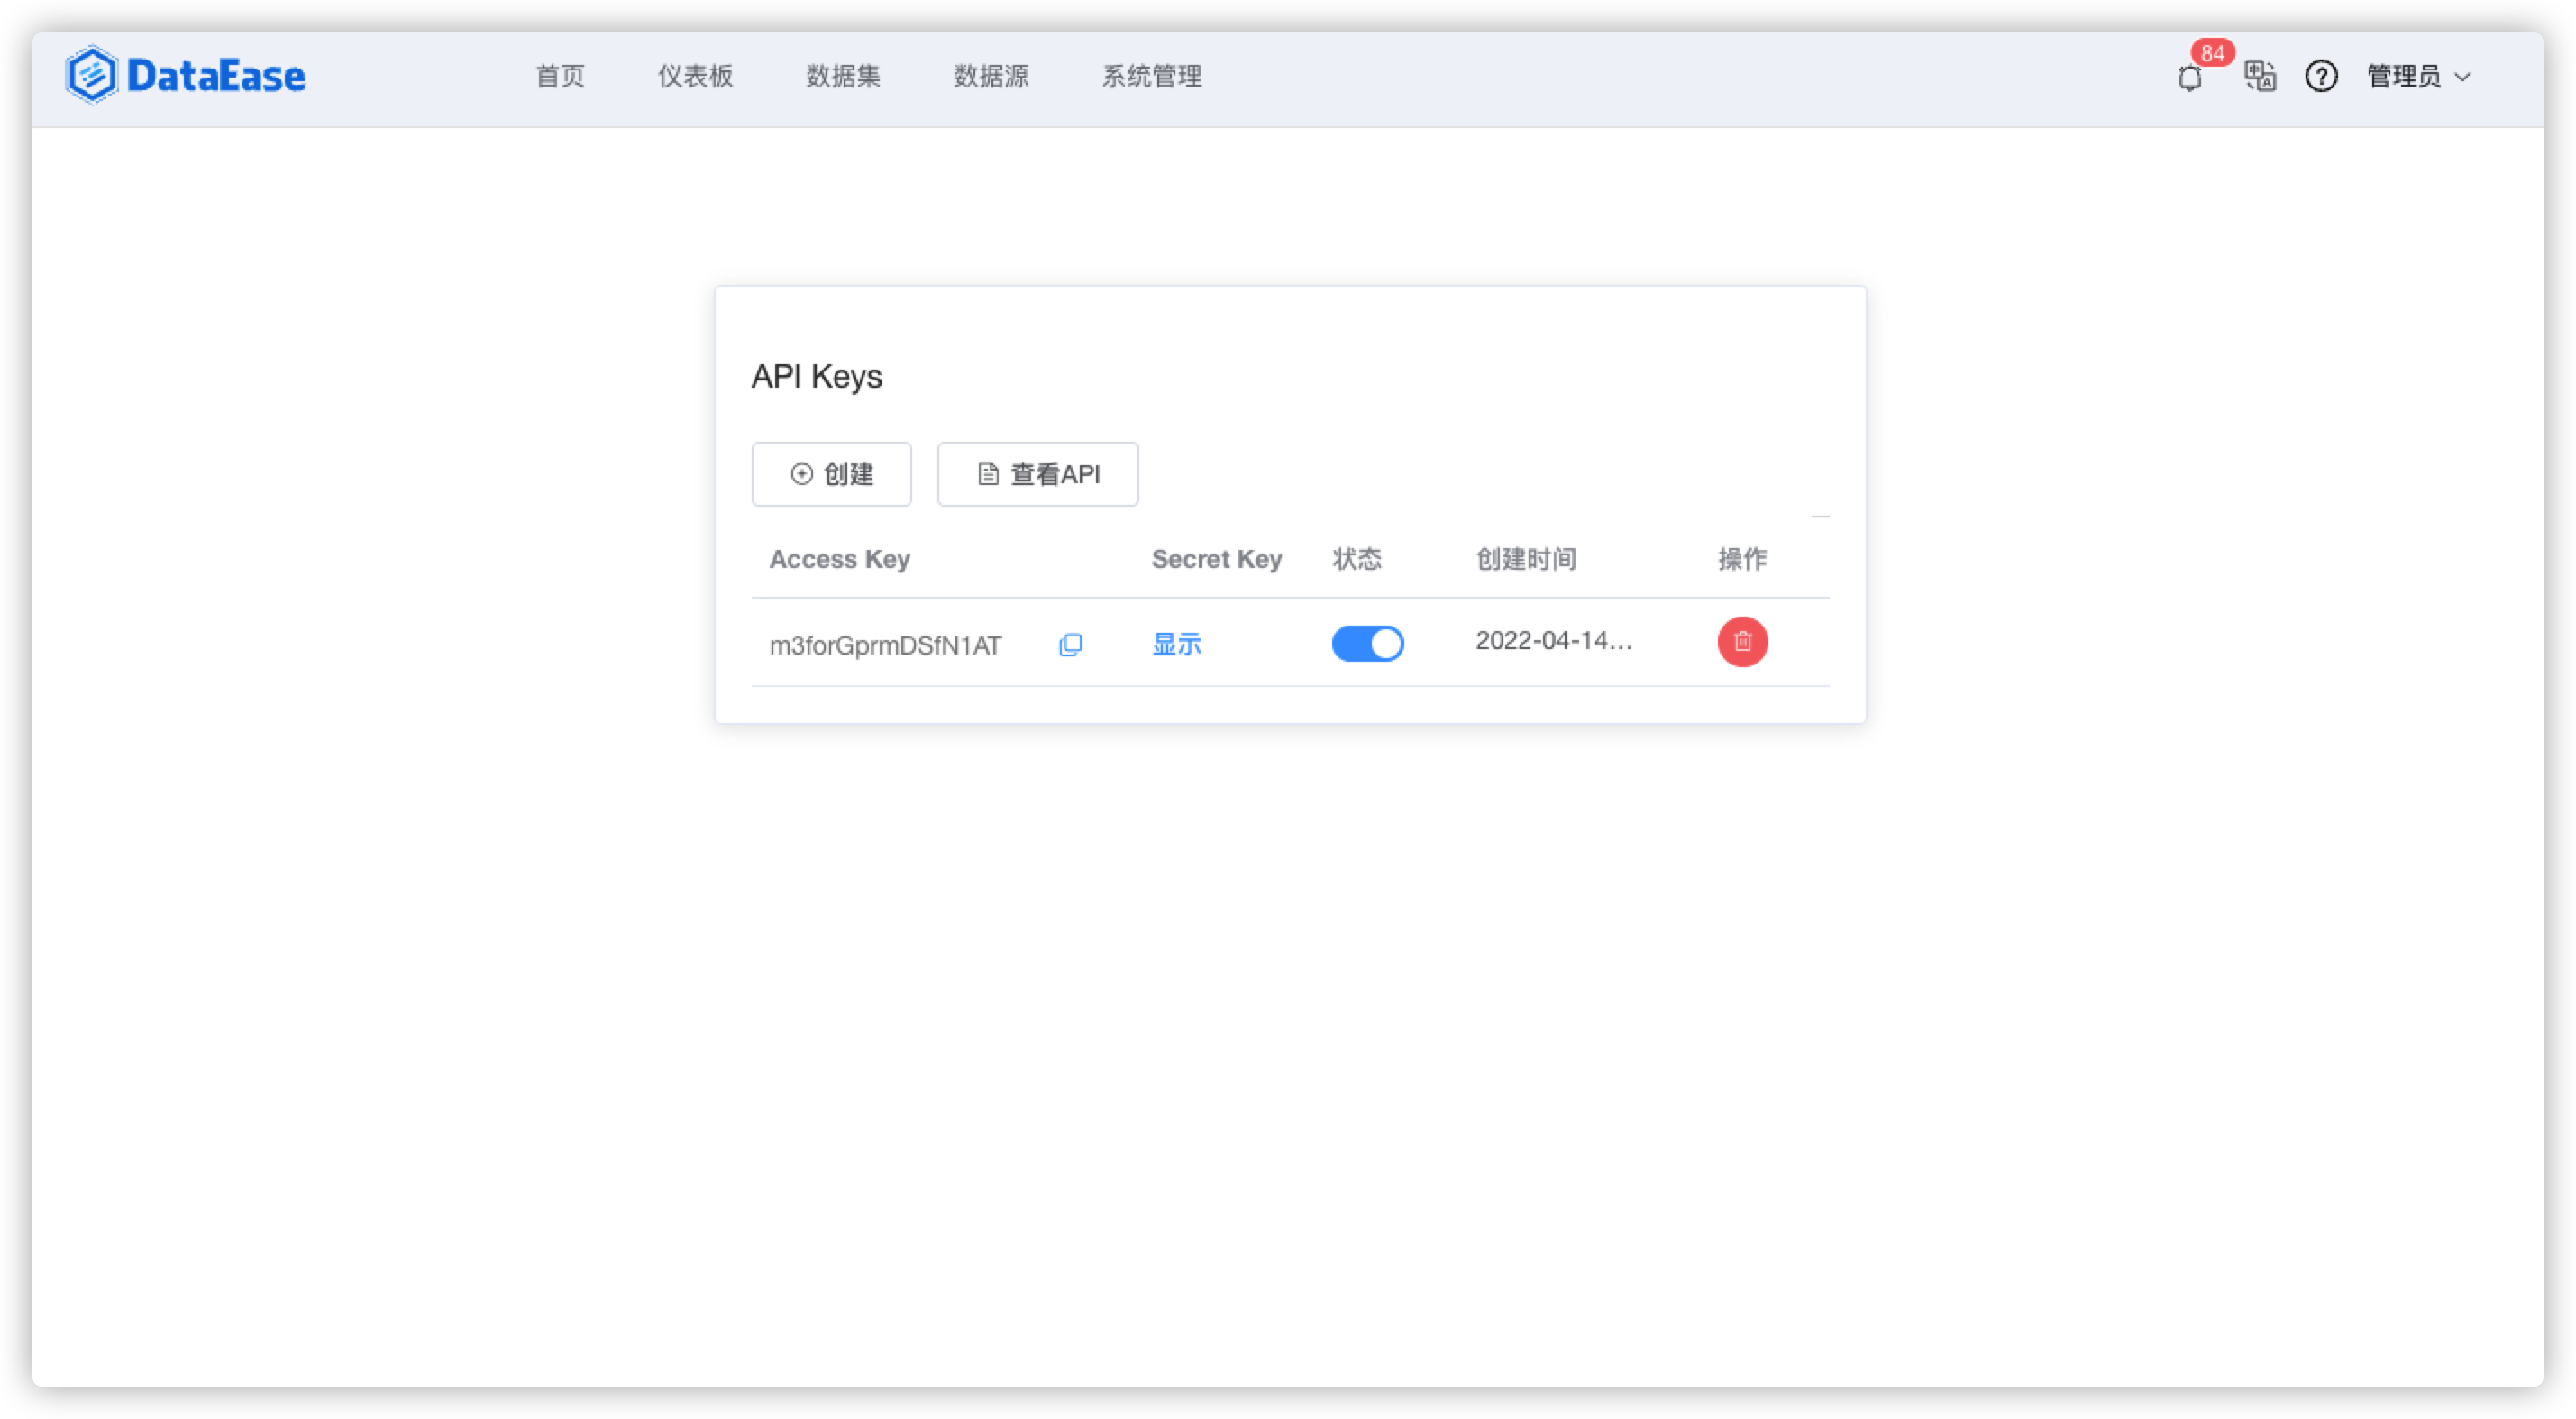 DataEase 首页 仪表板 数据集 数据源 系统管理 84 管理员
API Keys
创建 查看API
Access Key Secret Key 状态 创建时间 操作
m3forGprmDSfN1AT 显示 2022-04-14...